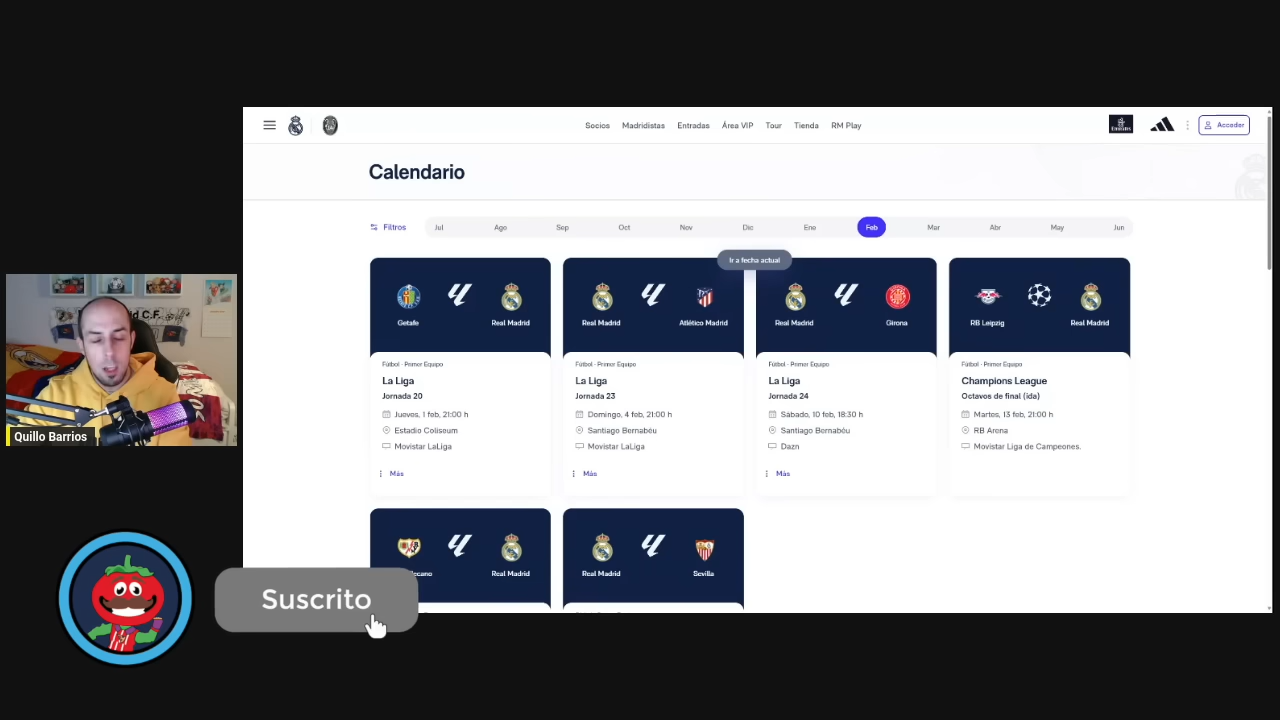 Socios Madridistas Entradas Área VIP Tour Tienda RM Play
Emirates
Acceder
Calendario
Filtros
Jul Ago Sep Oct Nov Dic Ene Feb Mar Abr May Jun
Ir a fecha actual
Getafe Real Madrid
Fútbol · Primer Equipo
La Liga
Jornada 20
Jueves, 1 feb, 21:00 h
Estadio Coliseum
Movistar LaLiga
Más
Real Madrid Atlético Madrid
Fútbol · Primer Equipo
La Liga
Jornada 23
Domingo, 4 feb, 21:00 h
Santiago Bernabéu
Movistar LaLiga
Más
Real Madrid Girona
Fútbol · Primer Equipo
La Liga
Jornada 24
Sábado, 10 feb, 18:30 h
Santiago Bernabéu
Dazn
Más
RB Leipzig Real Madrid
Fútbol · Primer Equipo
Champions League
Octavos de final (ida)
Martes, 13 feb, 21:00 h
RB Arena
Movistar Liga de Campeones.
Real Madrid
Real Madrid Sevilla
C.F.
Quillo Barrios
Suscrito